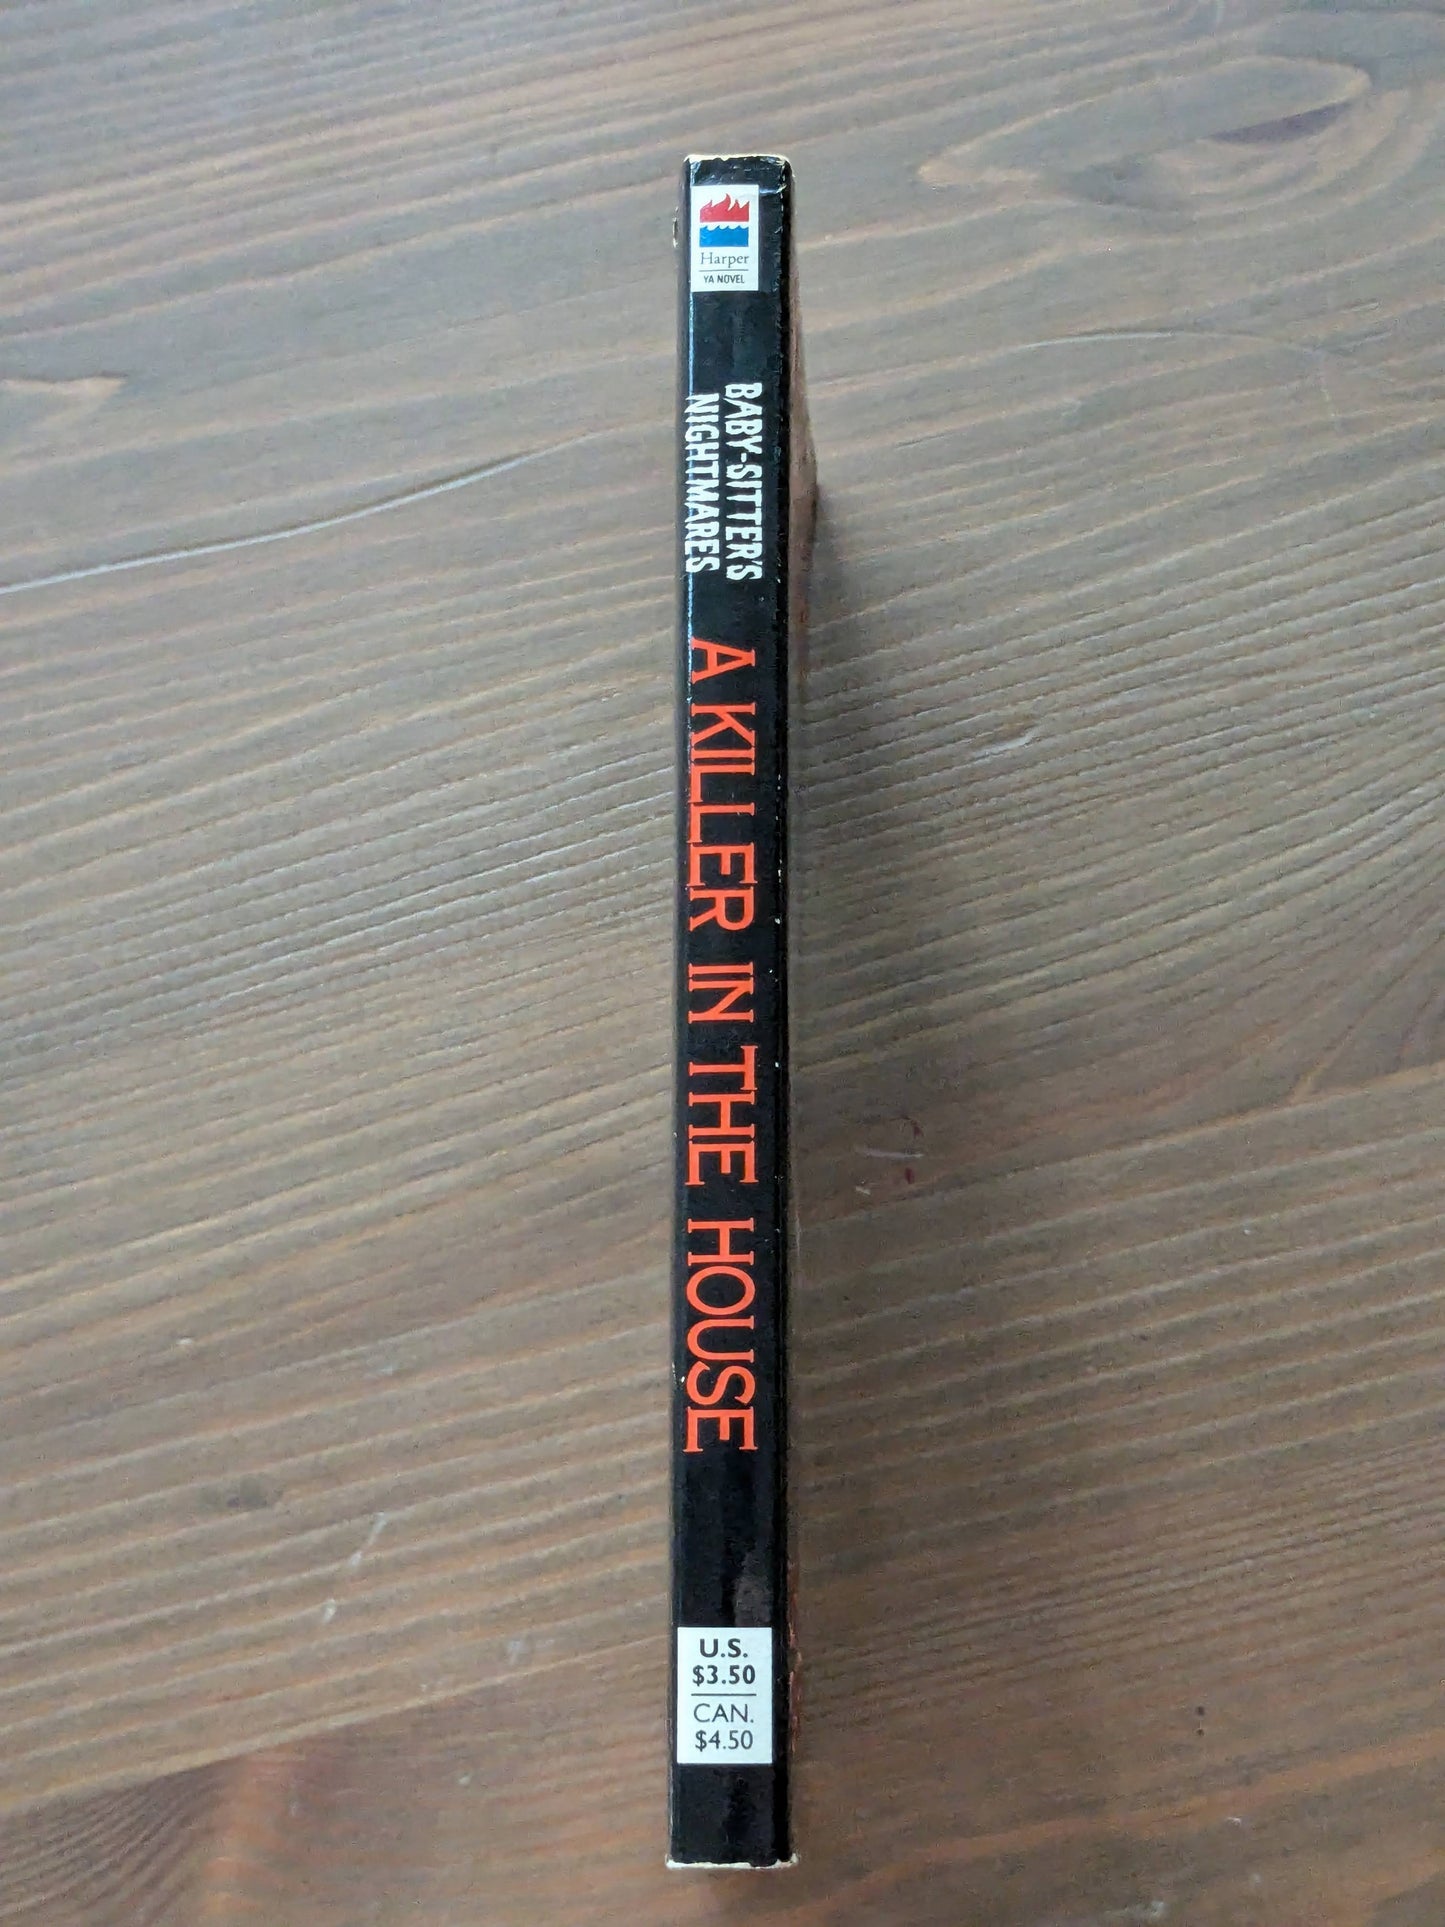 Harper
YA NOVEL
BABY-SITTER'S
NIGHTMARES
A KILLER IN THE HOUSE
U.S.
$3.50
CAN.
$4.50